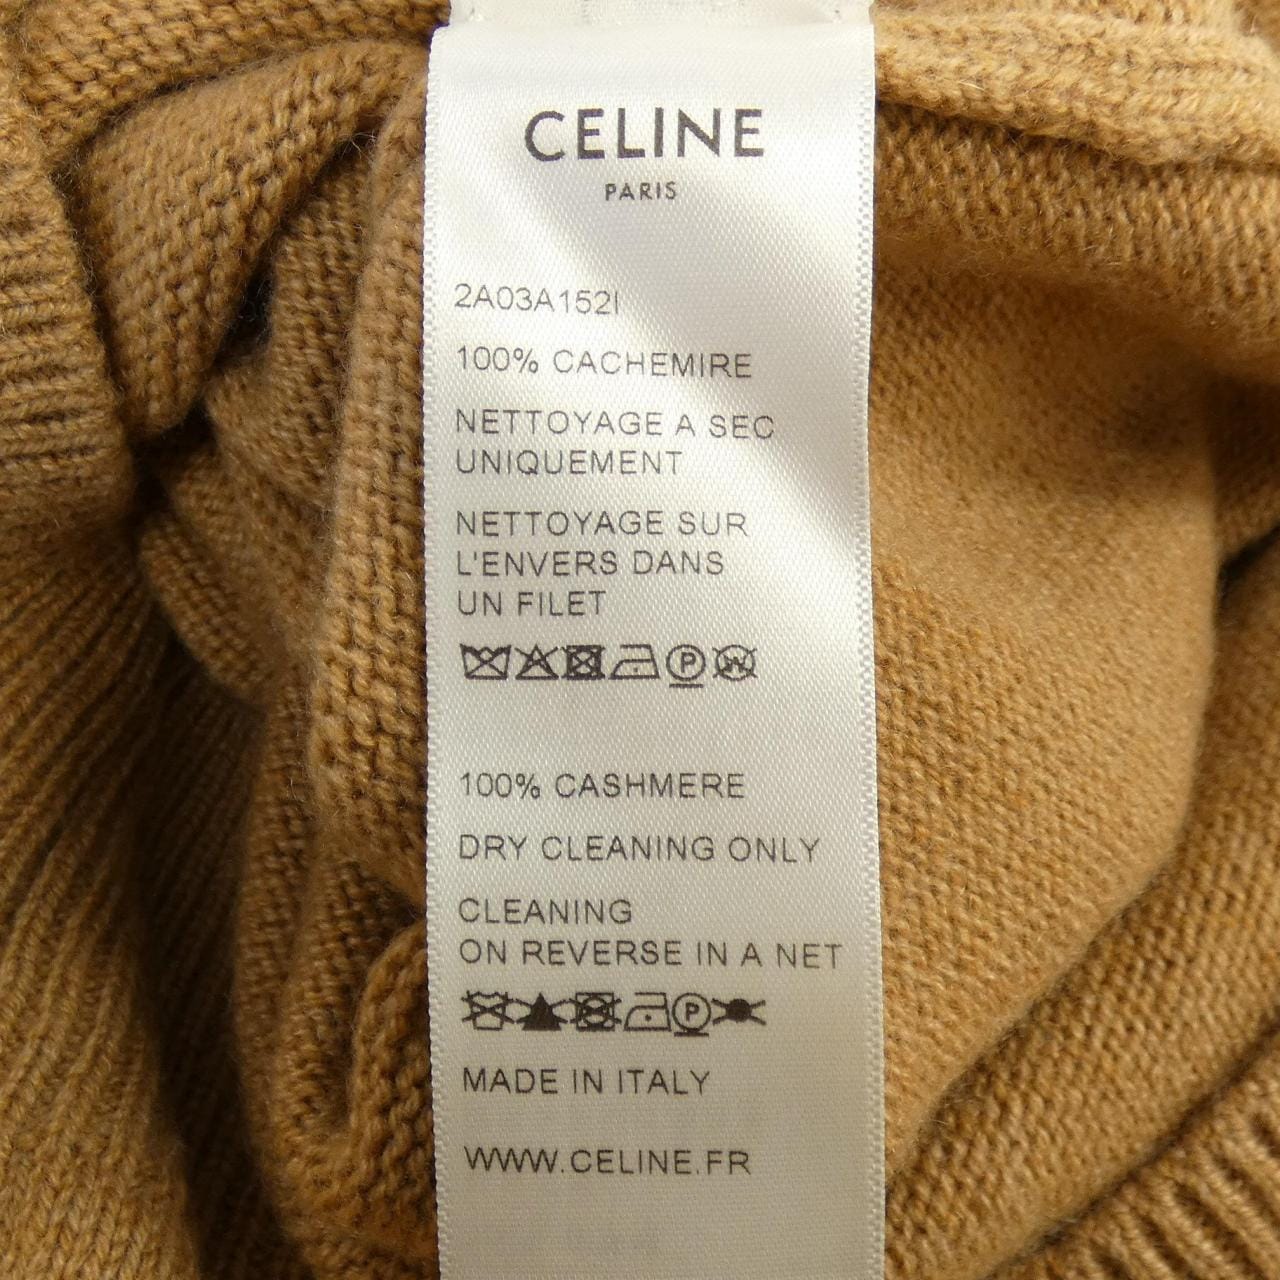 CELINE
PARIS
2A03A152I
100% CACHEMIRE
NETTOYAGE A SEC
UNIQUEMENT
NETTOYAGE SUR
L'ENVERS DANS
UN FILET
P W
100% CASHMERE
DRY CLEANING ONLY
CLEANING
ON REVERSE IN A NET
P
MADE IN ITALY
WWW.CELINE.FR